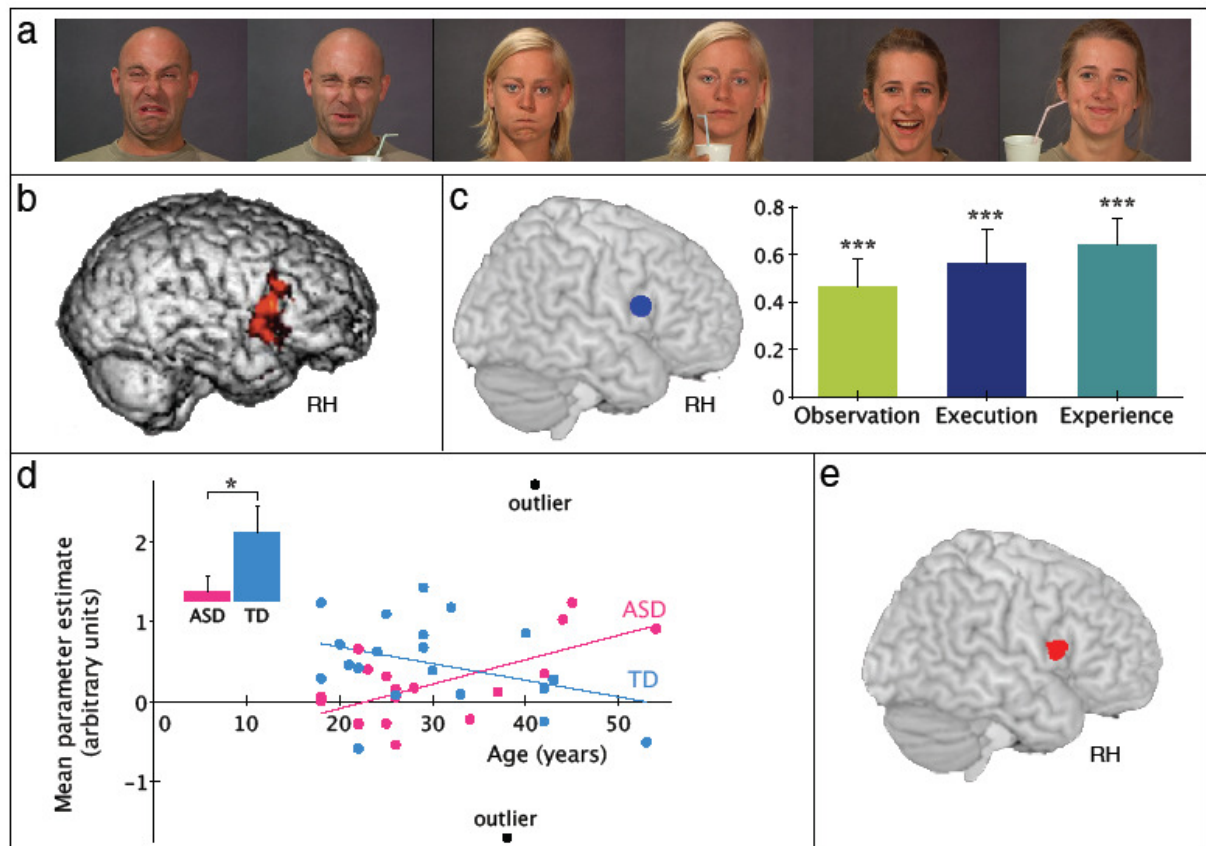 a
b
RH
c
RH
0.8
0.6
0.4
0.2
0
***
***
***
Observation Execution Experience
d
Mean parameter estimate
(arbitrary units)
2
1
0
−1
*
ASD TD
outlier
ASD
TD
0 10 20 30 40 50
Age (years)
outlier
e
RH